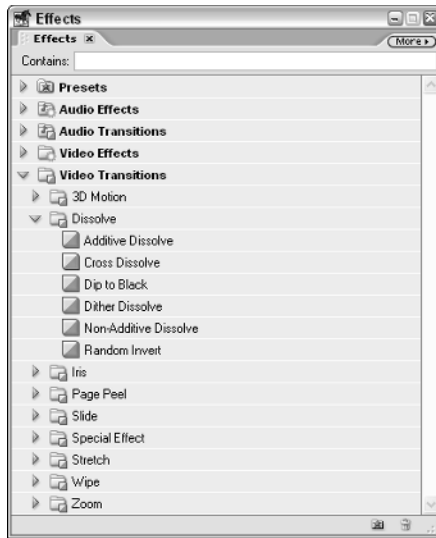 Effects
Effects
More
Contains:
Presets
Audio Effects
Audio Transitions
Video Effects
Video Transitions
3D Motion
Dissolve
Additive Dissolve
Cross Dissolve
Dip to Black
Dither Dissolve
Non-Additive Dissolve
Random Invert
Iris
Page Peel
Slide
Special Effect
Stretch
Wipe
Zoom